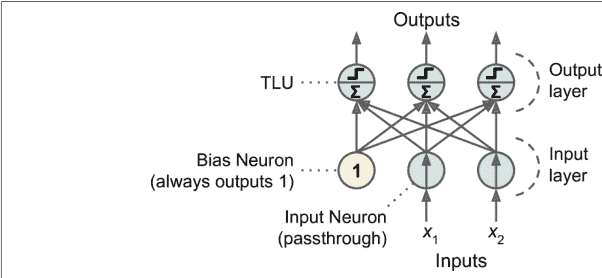 Outputs
Σ Σ Σ
TLU
Output
layer
Bias Neuron
(always outputs 1)
1
Input
layer
Input Neuron
(passthrough)
x1 x2
Inputs